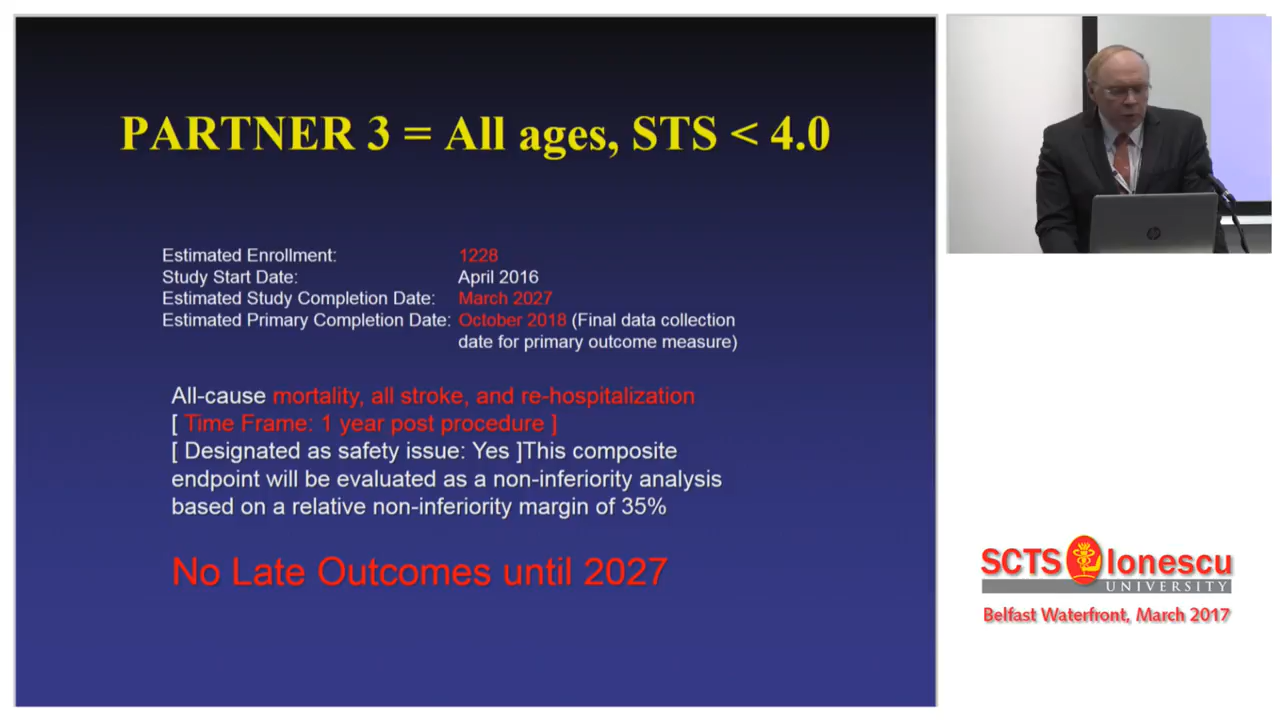 PARTNER 3 = All ages, STS < 4.0
Estimated Enrollment: 1228
Study Start Date: April 2016
Estimated Study Completion Date: March 2027
Estimated Primary Completion Date: October 2018 (Final data collection
date for primary outcome measure)
All-cause mortality, all stroke, and re-hospitalization
[ Time Frame: 1 year post procedure ]
[ Designated as safety issue: Yes ]This composite
endpoint will be evaluated as a non-inferiority analysis
based on a relative non-inferiority margin of 35%
No Late Outcomes until 2027
SCTS Ionescu
UNIVERSITY
Belfast Waterfront, March 2017